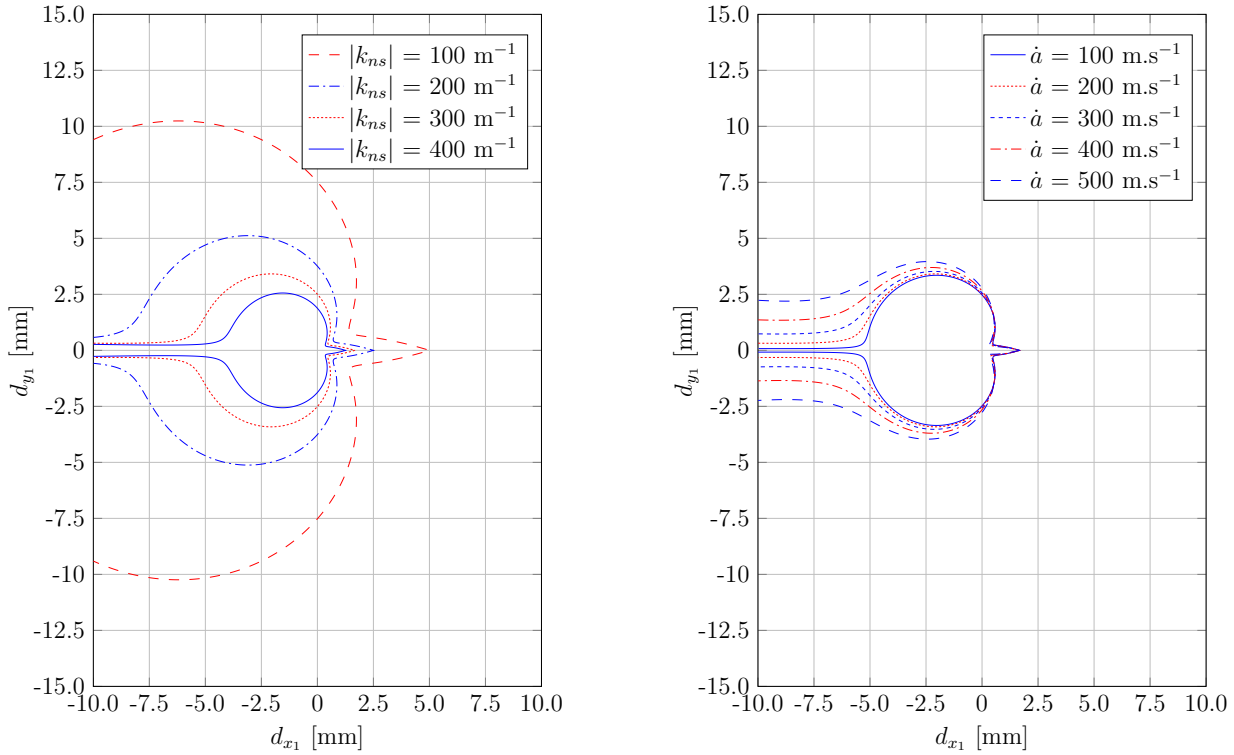 15.0
12.5
10
7.5
5
2.5
0
-2.5
-5
-7.5
-10
-12.5
-15.0
-10.0 -7.5 -5.0 -2.5 0 2.5 5.0 7.5 10.0
d_{x_1} [mm]
d_{y_1} [mm]
|k_{ns}| = 100 m^{-1}
|k_{ns}| = 200 m^{-1}
|k_{ns}| = 300 m^{-1}
|k_{ns}| = 400 m^{-1}
15.0
12.5
10
7.5
5
2.5
0
-2.5
-5
-7.5
-10
-12.5
-15.0
-10.0 -7.5 -5.0 -2.5 0 2.5 5.0 7.5 10.0
d_{x_1} [mm]
d_{y_1} [mm]
ȧ = 100 m.s^{-1}
ȧ = 200 m.s^{-1}
ȧ = 300 m.s^{-1}
ȧ = 400 m.s^{-1}
ȧ = 500 m.s^{-1}